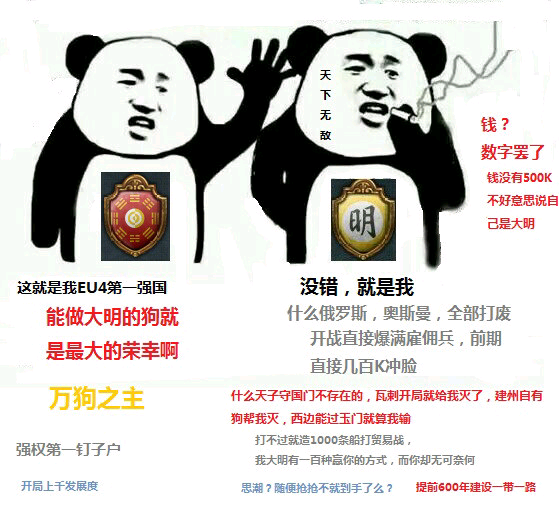 天下无敌
明
钱？
数字罢了
钱没有500K
不好意思说自
己是大明
这就是我EU4第一强国
能做大明的狗就
是最大的荣幸啊
万狗之主
强权第一钉子户
开局上千发展度
没错，就是我
什么俄罗斯，奥斯曼，全部打废
开战直接爆满雇佣兵，前期
直接几百K冲脸
什么天子守国门不存在的，瓦刺开局就给我灭了，建州自有
狗帮我灭，西边能过玉门就算我输
打不过就造1000条船打贸易战，
我大明有一百种赢你的方式，而你却无可奈何
思潮？随便抢抢不就到手了么？
提前600年建设一带一路